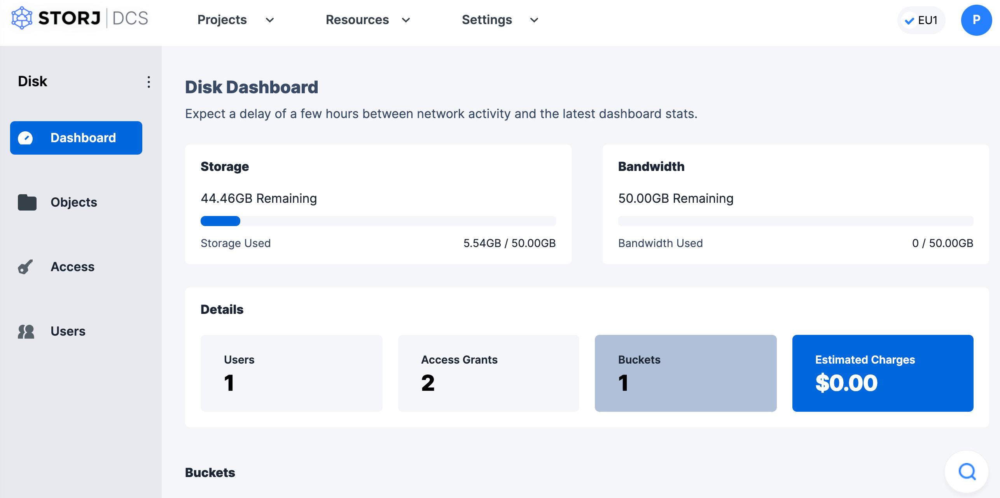 STORJ DCS
Projects
Resources
Settings
EU1
P
Disk
Dashboard
Objects
Access
Users
Disk Dashboard
Expect a delay of a few hours between network activity and the latest dashboard stats.
Storage
44.46GB Remaining
Storage Used
5.54GB / 50.00GB
Bandwidth
50.00GB Remaining
Bandwidth Used
0 / 50.00GB
Details
Users
1
Access Grants
2
Buckets
1
Estimated Charges
$0.00
Buckets